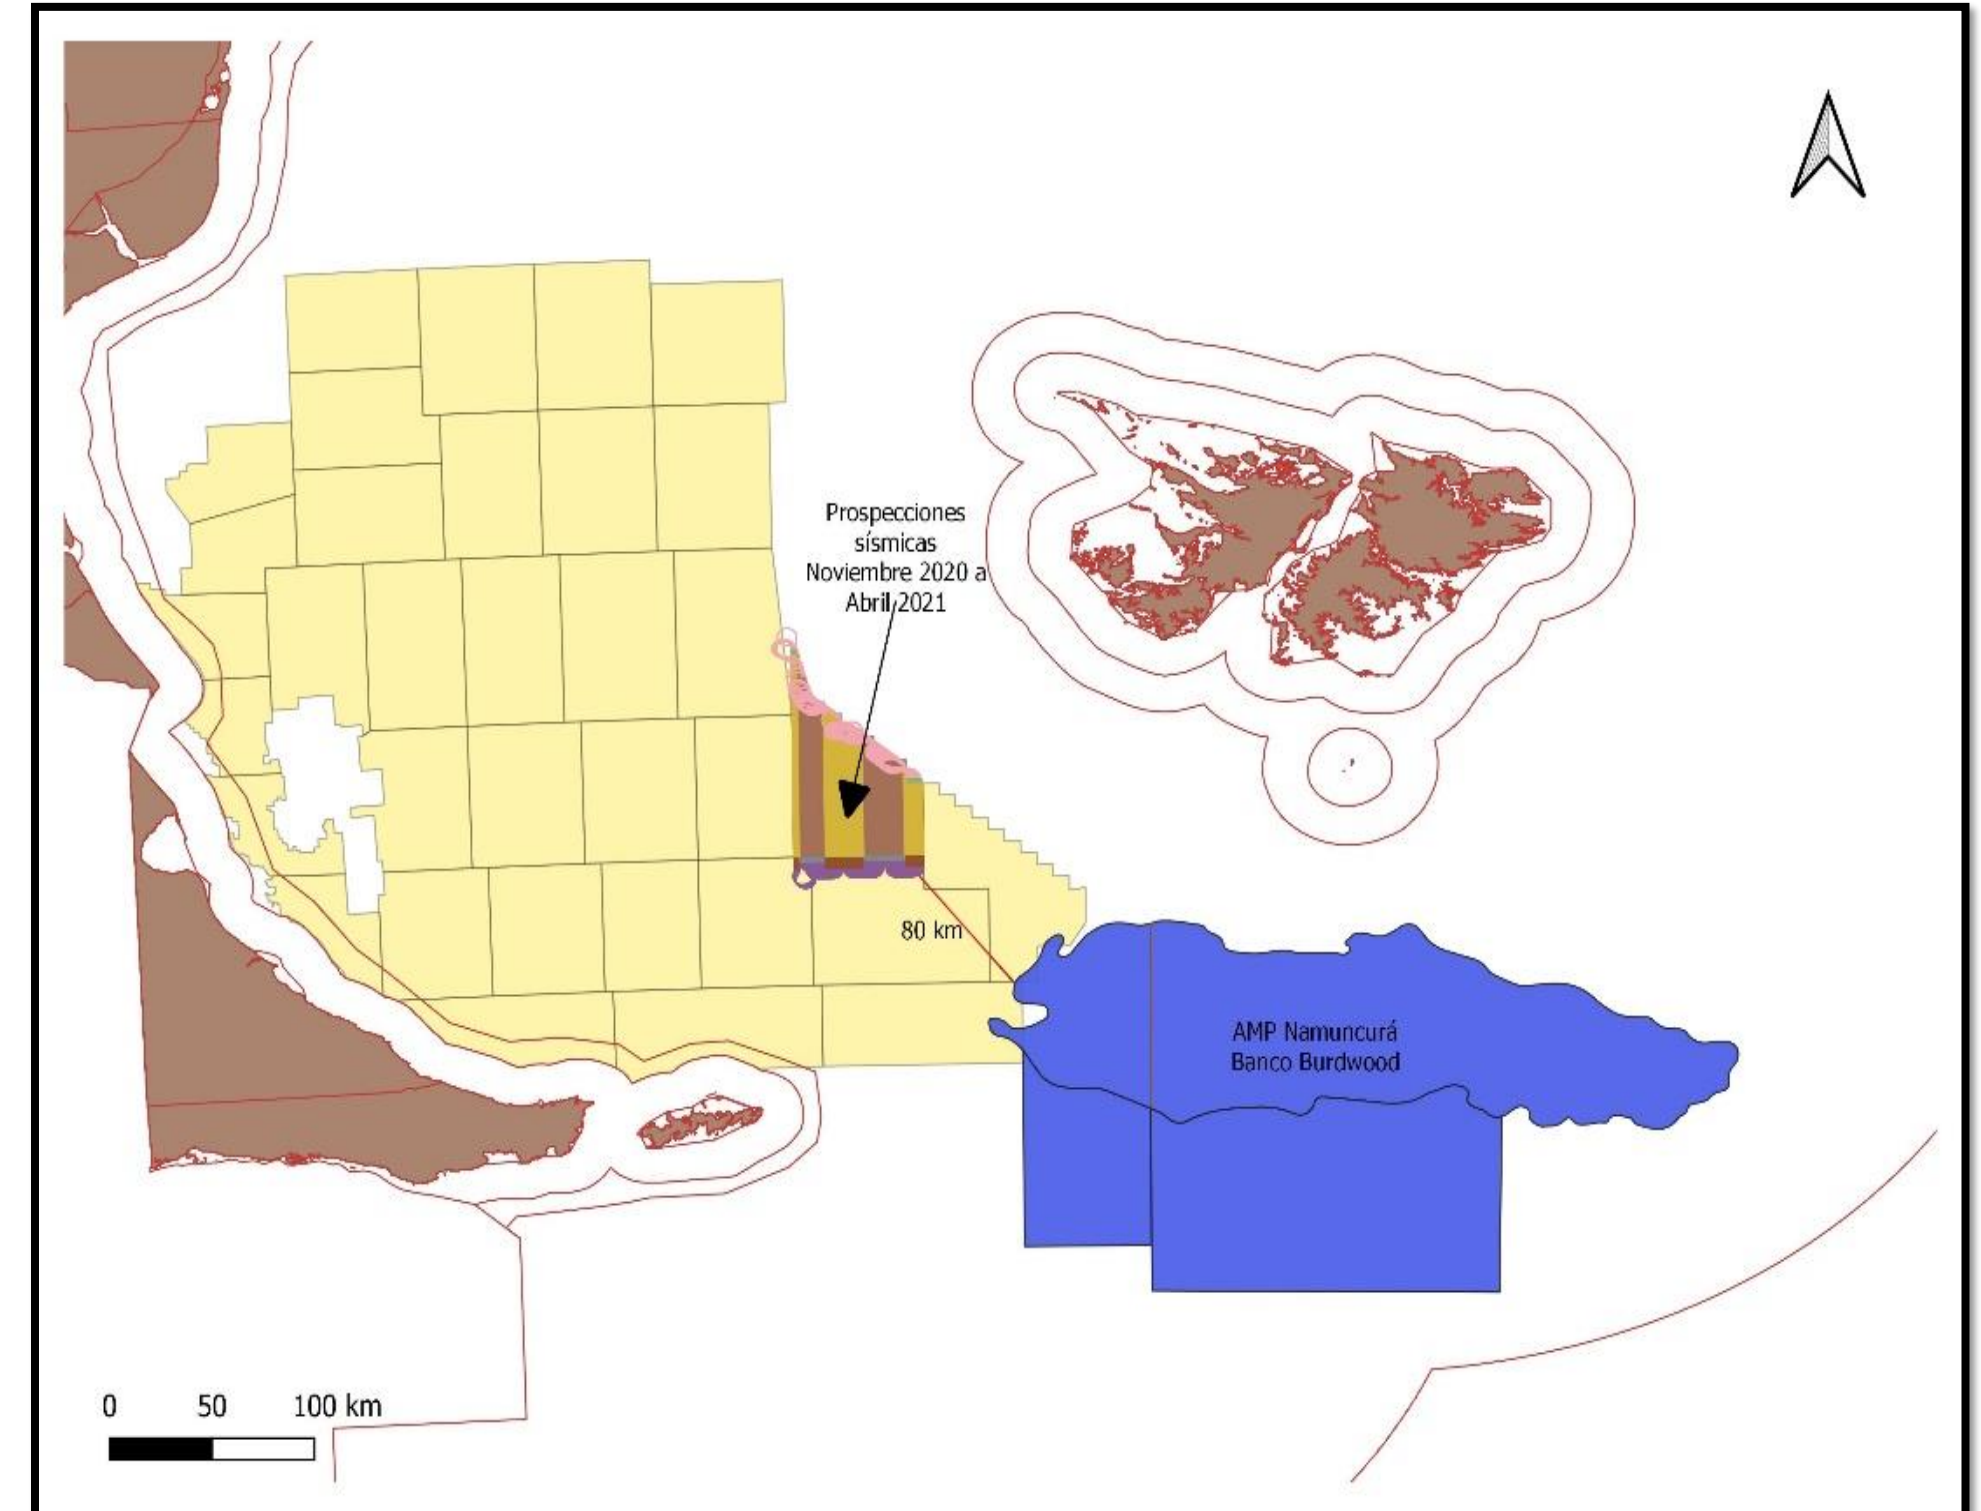 Prospecciones
sísmicas
Noviembre 2020 a
Abril 2021
80 km
AMP Namuncurá
Banco Burdwood
0 50 100 km